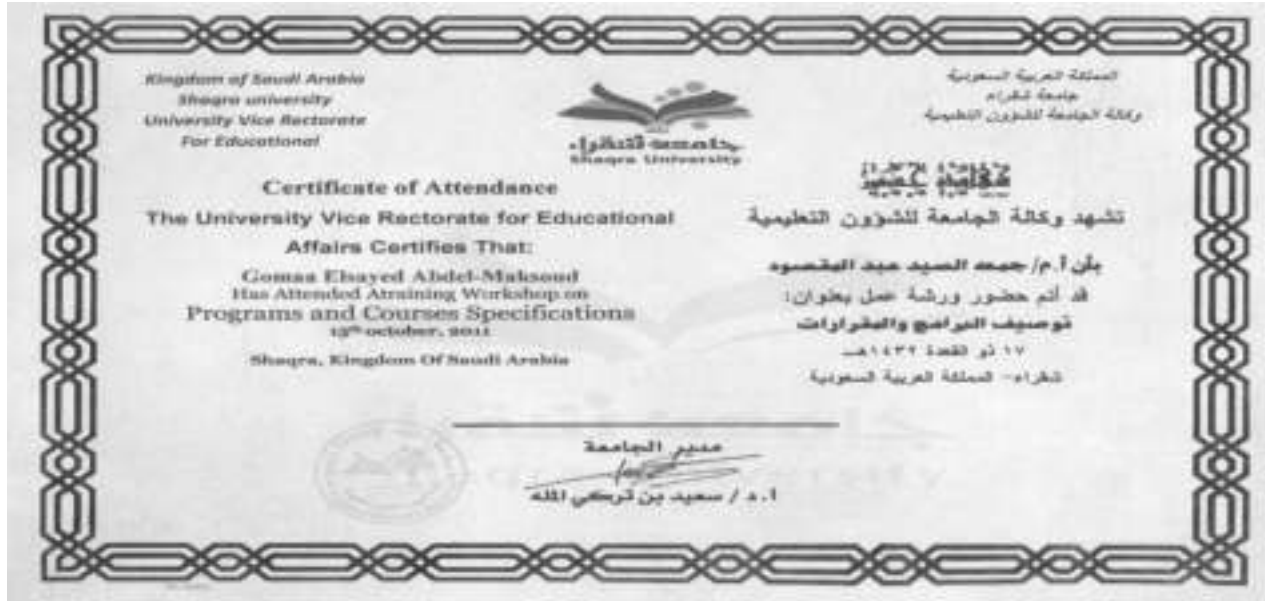 Kingdom of Saudi Arabia
Shaqra university
University Vice Rectorate
For Educational
جامعة شقراء
Shaqra University
المملكة العربية السعودية
جامعة شقراء
وكالة الجامعة للشؤون التعليمية
Certificate of Attendance
The University Vice Rectorate for Educational
Affairs Certifies That:
Gomaa Elsayed Abdel-Maksoud
Has Attended Atraining Workshop on
Programs and Courses Specifications
13th october, 2011
Shaqra, Kingdom Of Saudi Arabia
شهادة حضور
تشهد وكالة الجامعة للشؤون التعليمية
بأن أ.م/ جمعه السيد عبد المقصود
قد أتم حضور ورشة عمل بعنوان:
توصيف البرامج والمقرارات
١٧ ذو القعدة ١٤٣٢هـ
شقراء- المملكة العربية السعودية
مدير الجامعة
أ.د / سعيد بن تركي المله